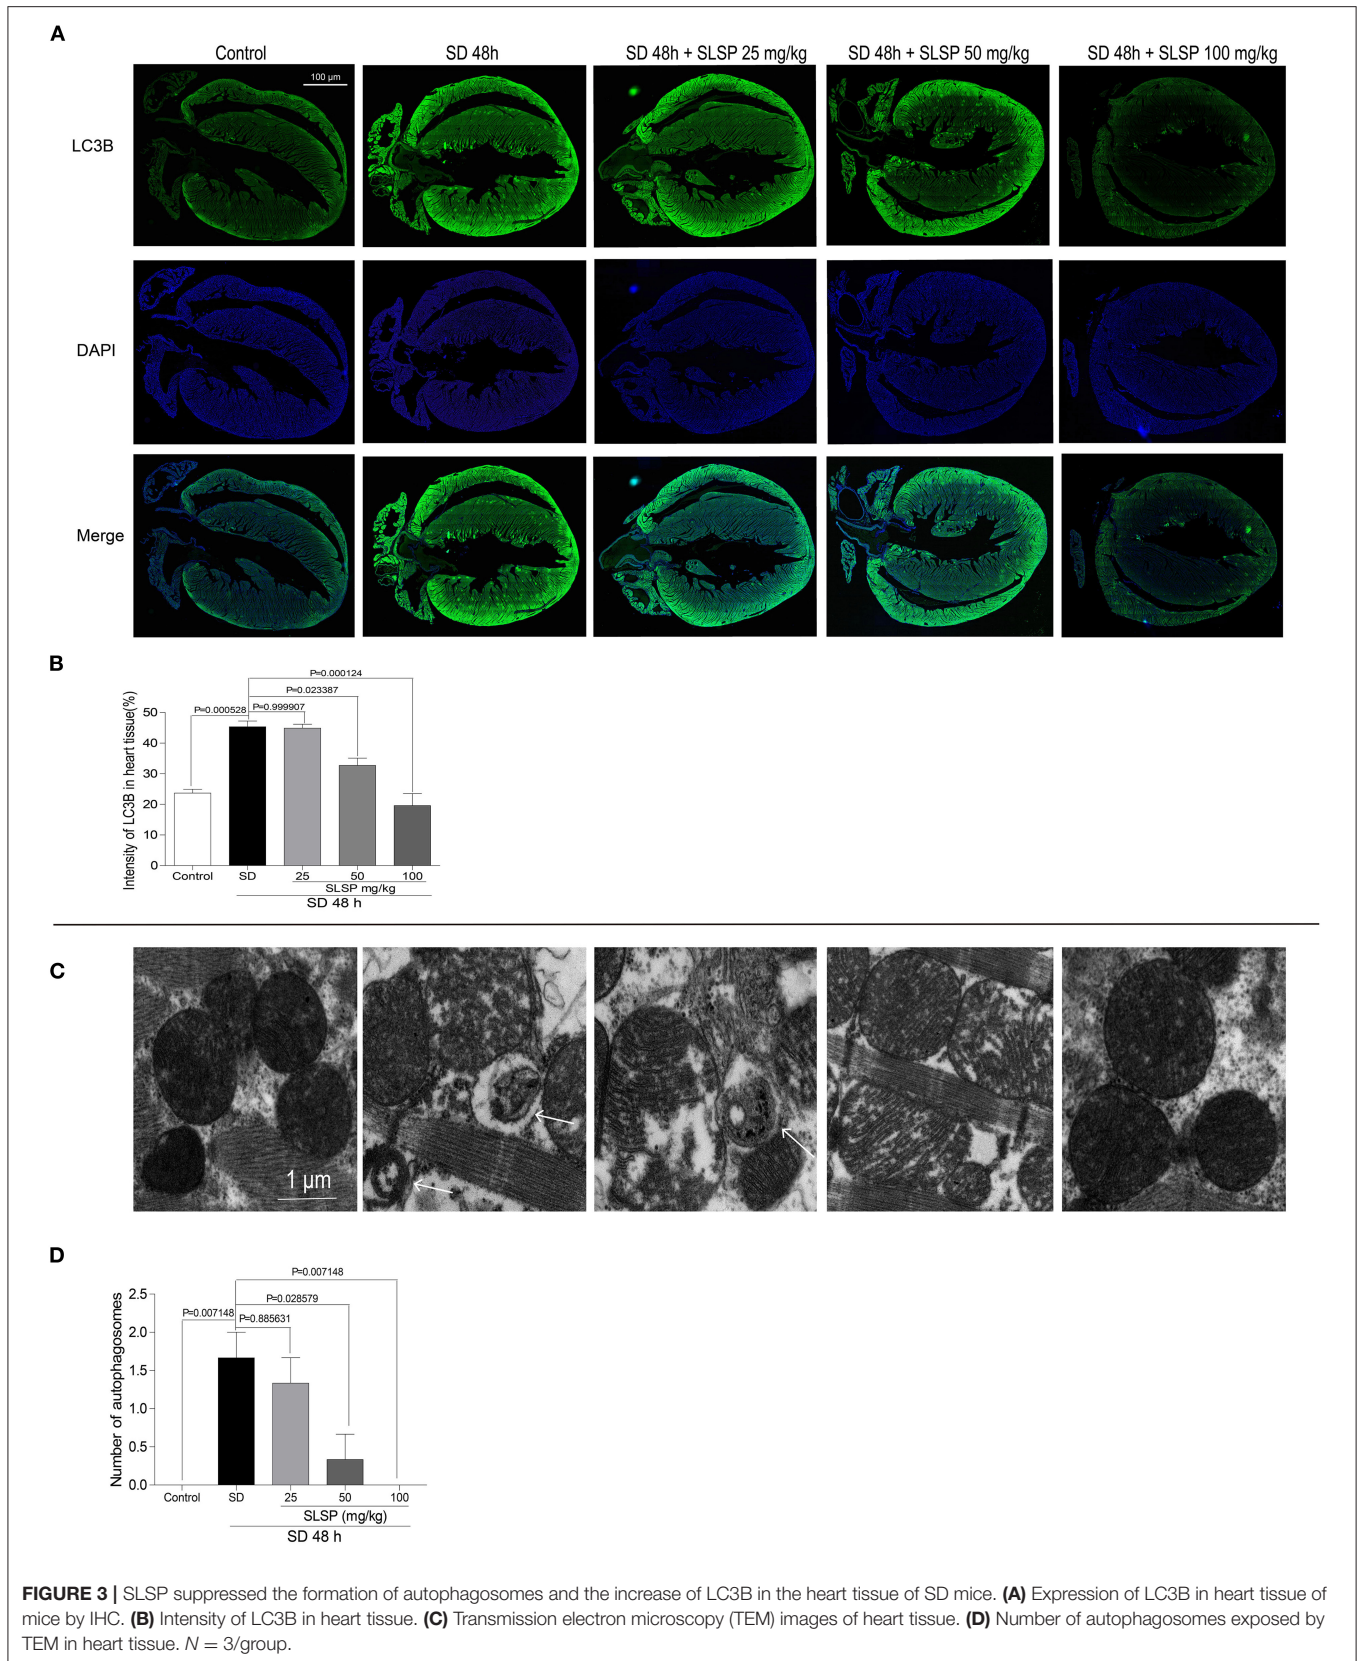 A
Control
SD 48h
SD 48h + SLSP 25 mg/kg
SD 48h + SLSP 50 mg/kg
SD 48h + SLSP 100 mg/kg
100 µm
LC3B
DAPI
Merge
B
P=0.000124
P=0.023387
P=0.000528
P=0.999907
Intensity of LC3B in heart tissue(%)
50
40
30
20
10
0
Control
SD
25
50
100
SLSP mg/kg
SD 48 h
C
1 µm
D
P=0.007148
P=0.028579
P=0.007148
P=0.885631
Number of autophagosomes
2.5
2.0
1.5
1.0
0.5
0.0
Control
SD
25
50
100
SLSP (mg/kg)
SD 48 h
FIGURE 3 | SLSP suppressed the formation of autophagosomes and the increase of LC3B in the heart tissue of SD mice. (A) Expression of LC3B in heart tissue of
mice by IHC. (B) Intensity of LC3B in heart tissue. (C) Transmission electron microscopy (TEM) images of heart tissue. (D) Number of autophagosomes exposed by
TEM in heart tissue. N = 3/group.